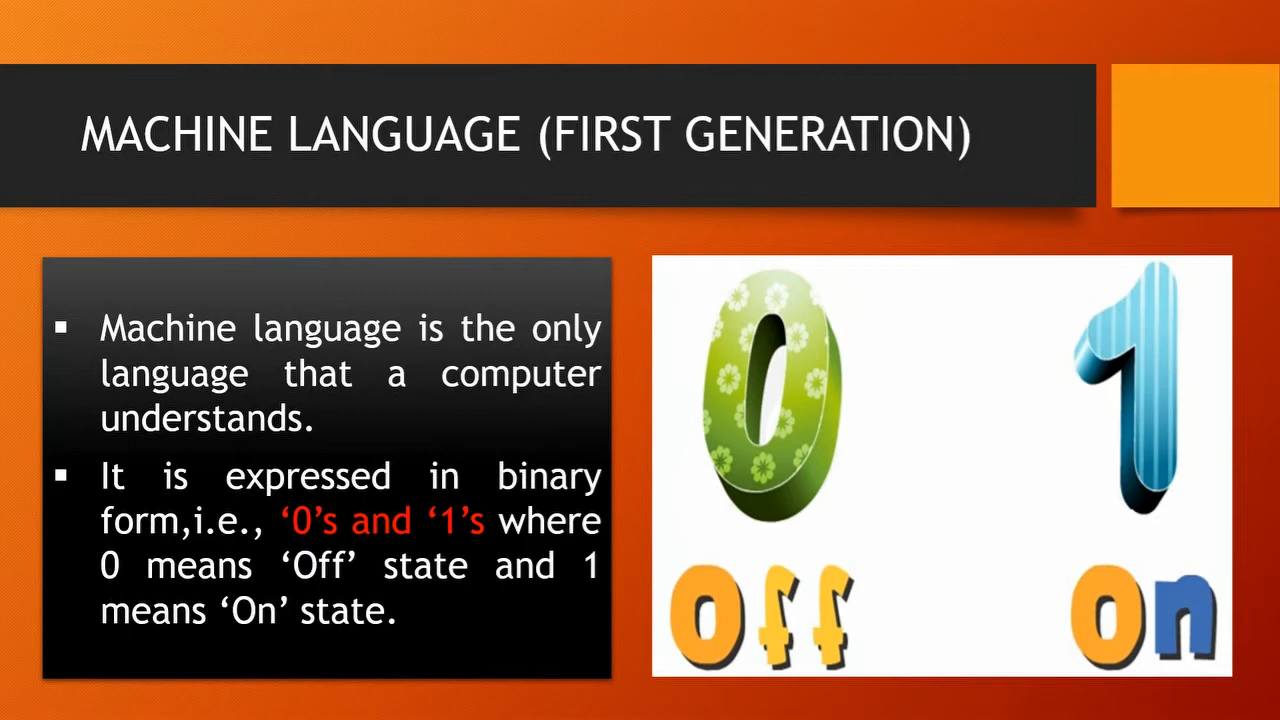 MACHINE LANGUAGE (FIRST GENERATION)
▪ Machine language is the only
language that a computer
understands.
▪ It is expressed in binary
form,i.e., ‘0’s and ‘1’s where
0 means ‘Off’ state and 1
means ‘On’ state.
0 1
off on